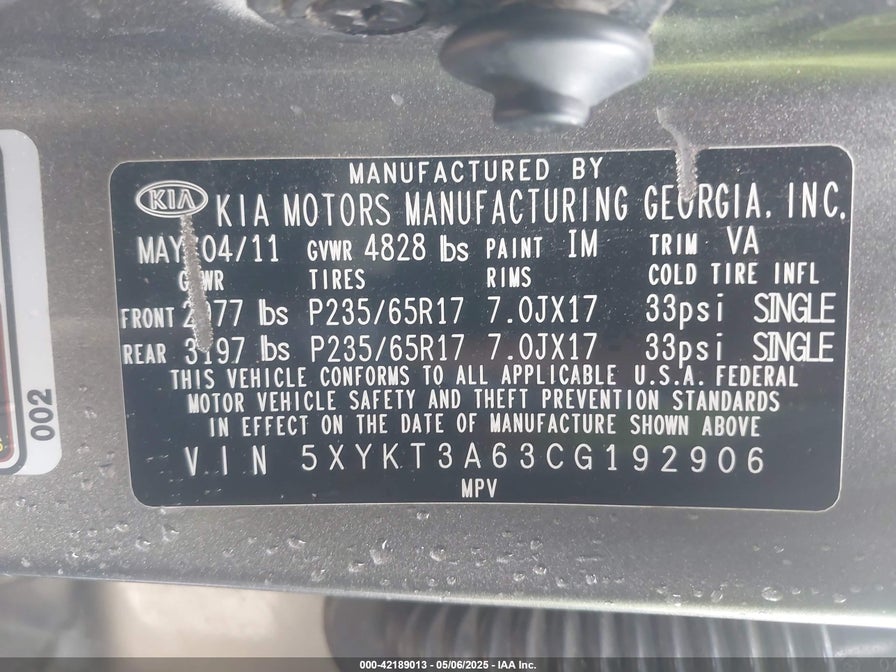 MANUFACTURED BY
KIA KIA MOTORS MANUFACTURING GEORGIA, INC.
MAY 04/11 GVWR 4828 lbs PAINT IM TRIM VA
TIRES RIMS COLD TIRE INFL
FRONT lbs P235/65R17 7.0JX17 33psi SINGLE
REAR lbs P235/65R17 7.0JX17 33psi SINGLE
THIS VEHICLE CONFORMS TO ALL APPLICABLE U.S.A. FEDERAL
MOTOR VEHICLE SAFETY AND THEFT PREVENTION STANDARDS
IN EFFECT ON THE DATE OF MANUFACTURE SHOWN ABOVE
VIN 5XYKT3A63CG192906
MPV
002
000-42189013 - 05/06/2025 - IAA Inc.